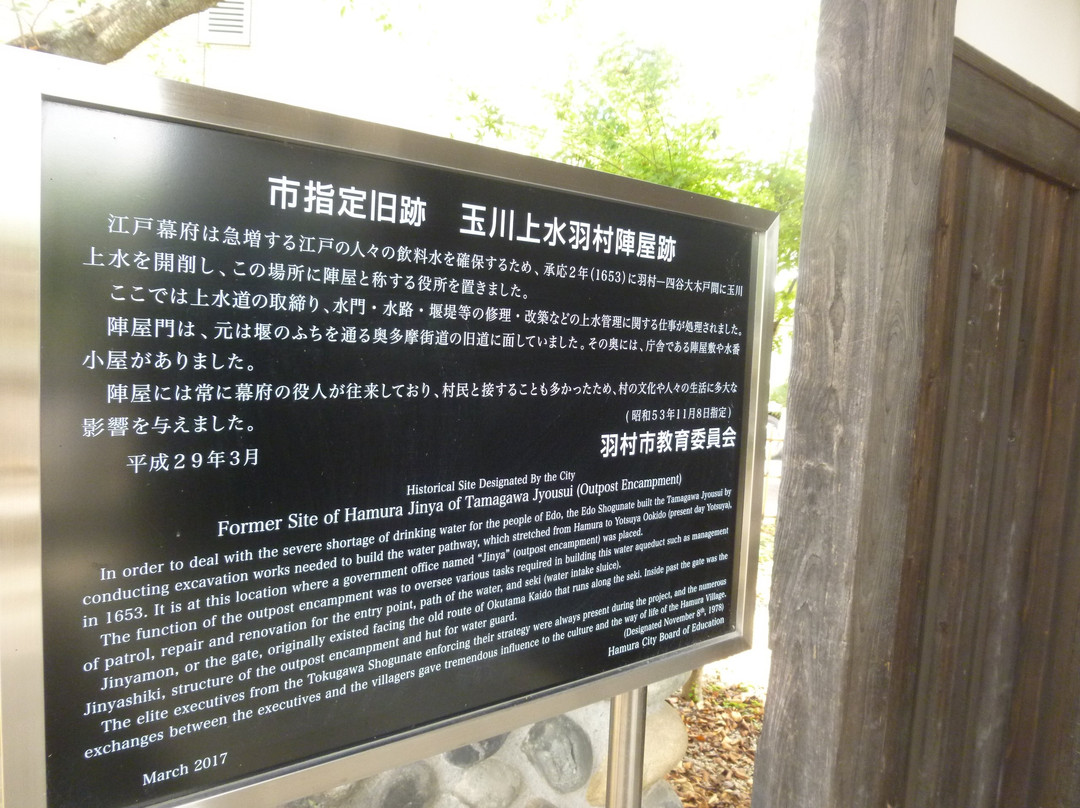 市指定旧跡　玉川上水羽村陣屋跡
江戸幕府は急増する江戸の人々の飲料水を確保するため、承応2年(1653)に羽村ー四谷大木戸間に玉川
上水を開削し、この場所に陣屋と称する役所を置きました。
ここでは上水道の取締り、水門・水路・堰堤等の修理・改築などの上水管理に関する仕事が処理されました。
陣屋門は、元は堰のふちを通る奥多摩街道の旧道に面していました。その奥には、庁舎である陣屋敷や水番
小屋がありました。
陣屋には常に幕府の役人が往来しており、村民と接することも多かったため、村の文化や人々の生活に多大な
影響を与えました。
(昭和53年11月8日指定)
平成29年3月
羽村市教育委員会
Historical Site Designated By the City
Former Site of Hamura Jinya of Tamagawa Jyousui (Outpost Encampment)
In order to deal with the severe shortage of drinking water for the people of Edo, the Edo Shogunate built the Tamagawa Jyousui by
conducting excavation works needed to build the water pathway, which stretched from Hamura to Yotsuya Ookido (present day Yotsuya),
in 1653. It is at this location where a government office named "Jinya" (outpost encampment) was placed.
The function of the outpost encampment was to oversee various tasks required in building this water aqueduct such as management
of patrol, repair and renovation for the entry point, path of the water, and seki (water intake sluice).
Jinyamon, or the gate, originally existed facing the old route of Okutama Kaido that runs along the seki. Inside past the gate was the
Jinyashiki, structure of the outpost encampment and hut for water guard.
The elite executives from the Tokugawa Shogunate enforcing their strategy were always present during the project, and the numerous
exchanges between the executives and the villagers gave tremendous influence to the culture and the way of life of the Hamura Village.
(Designated November 8th, 1978)
Hamura City Board of Education
March 2017